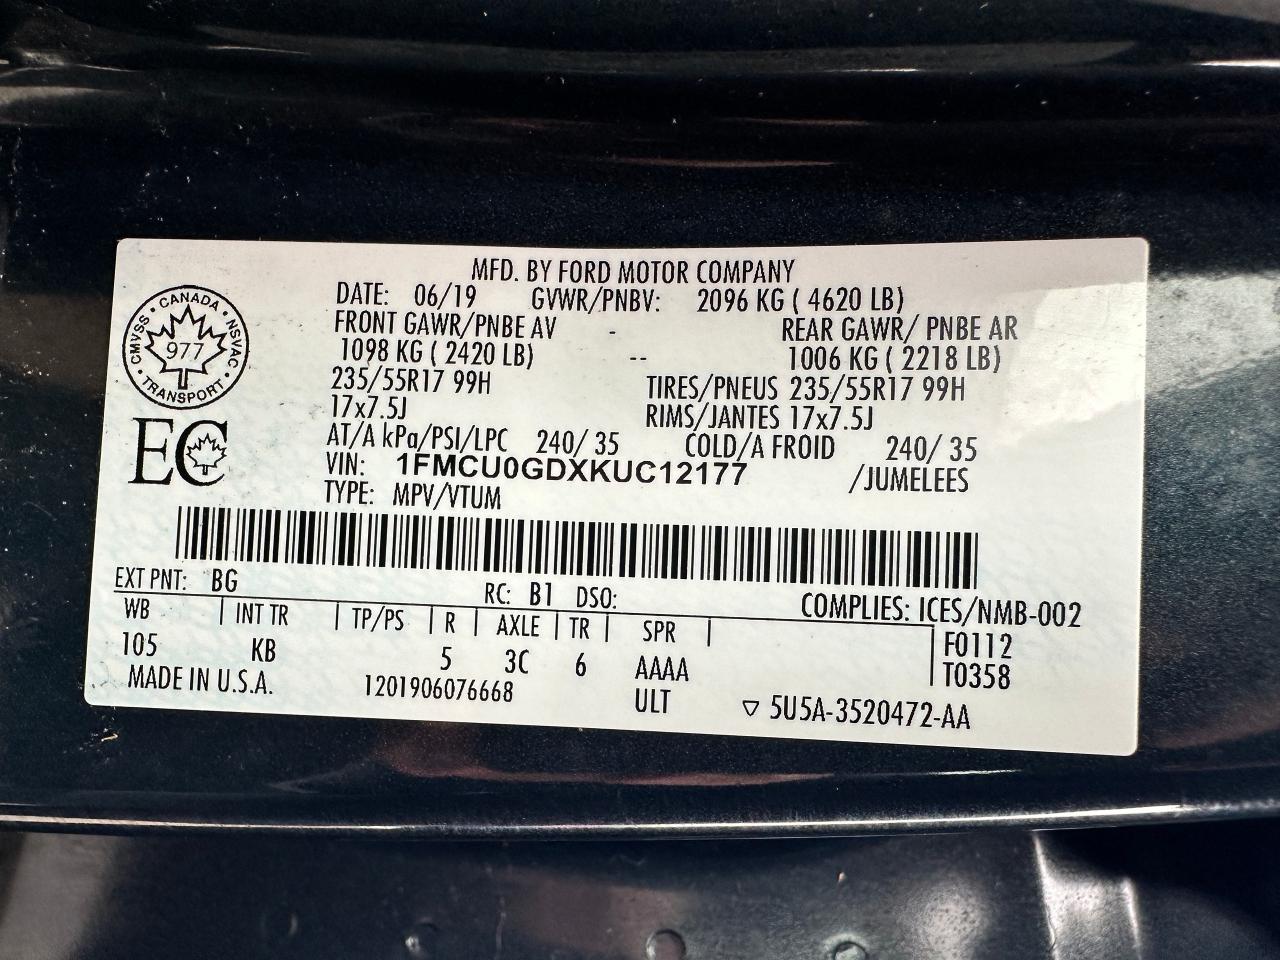 MFD. BY FORD MOTOR COMPANY
DATE: 06/19 GVWR/PNBV: 2096 KG ( 4620 LB)
FRONT GAWR/PNBE AV - REAR GAWR/ PNBE AR
1098 KG ( 2420 LB) -- 1006 KG ( 2218 LB)
235/55R17 99H TIRES/PNEUS 235/55R17 99H
17x7.5J RIMS/JANTES 17x7.5J
AT/A kPa/PSI/LPC 240/ 35 COLD/A FROID 240/ 35
VIN: 1FMCU0GDXKUC12177 /JUMELEES
TYPE: MPV/VTUM
CANADA
CMVSS • NSVAC
977
TRANSPORT
EC
EXT PNT: BG RC: B1 DSO: COMPLIES: ICES/NMB-002
WB | INT TR | TP/PS | R | AXLE | TR | SPR | F0112
105 KB 5 3C 6 AAAA T0358
MADE IN U.S.A. 1201906076668 ULT ▽ 5U5A-3520472-AA